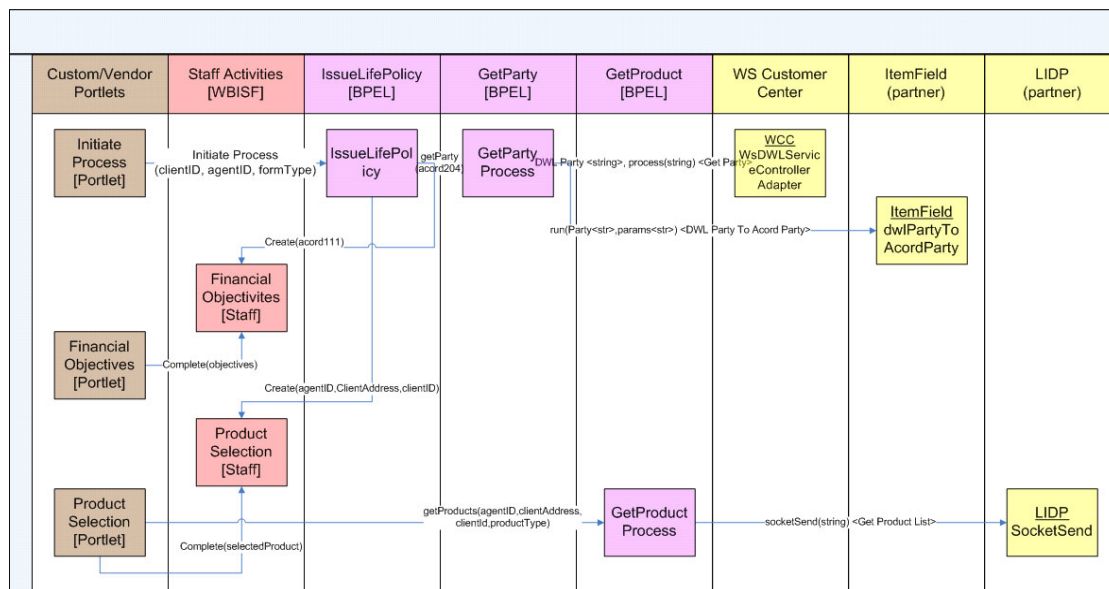 Custom/Vendor
Portlets
Staff Activities
[WBISF]
IssueLifePolicy
[BPEL]
GetParty
[BPEL]
GetProduct
[BPEL]
WS Customer
Center
ItemField
(partner)
LIDP
(partner)
Initiate
Process
[Portlet]
Initiate Process
(clientID, agentID, formType)
IssueLifePoli
cy
getParty
(acord204)
GetParty
Process
DWL Party <string>, process(string) <Get Party>
WCC
WsDWLServic
eController
Adapter
run(Party<str>,params<str>) <DWL Party To Acord Party>
ItemField
dwlPartyTo
AcordParty
Create(acord111)
Financial
Objectivites
[Staff]
Financial
Objectives
[Portlet]
Complete(objectives)
Create(agentID,ClientAddress,clientID)
Product
Selection
[Staff]
Product
Selection
[Portlet]
getProducts(agentID,clientAddress,
clientId,productType)
GetProduct
Process
socketSend(string) <Get Product List>
LIDP
SocketSend
Complete(selectedProduct)